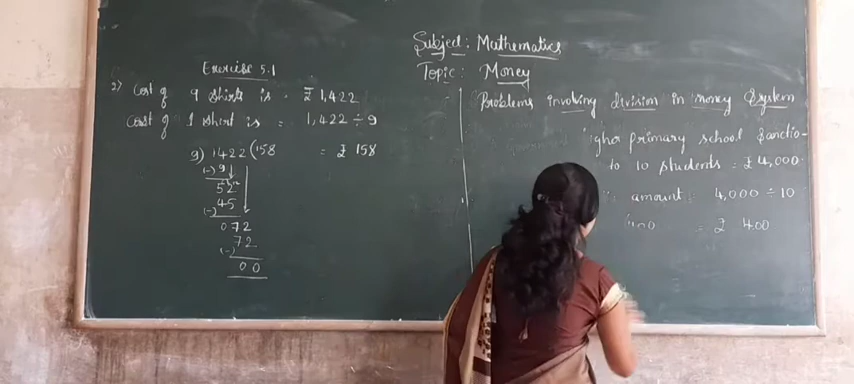 Subject: Mathematics
Topic: Money
Exercise 5.1
2) Cost of 9 shirts is = ₹ 1,422
Cost of 1 shirt is = 1,422 ÷ 9
= ₹ 158
9) 1422 (158
(-) 9
52
45
(-)
072
72
(-)
00
Problems involving division in money system
primary school
to 10 students = ₹ 4,000
amount = 4,000 ÷ 10
= ₹ 400